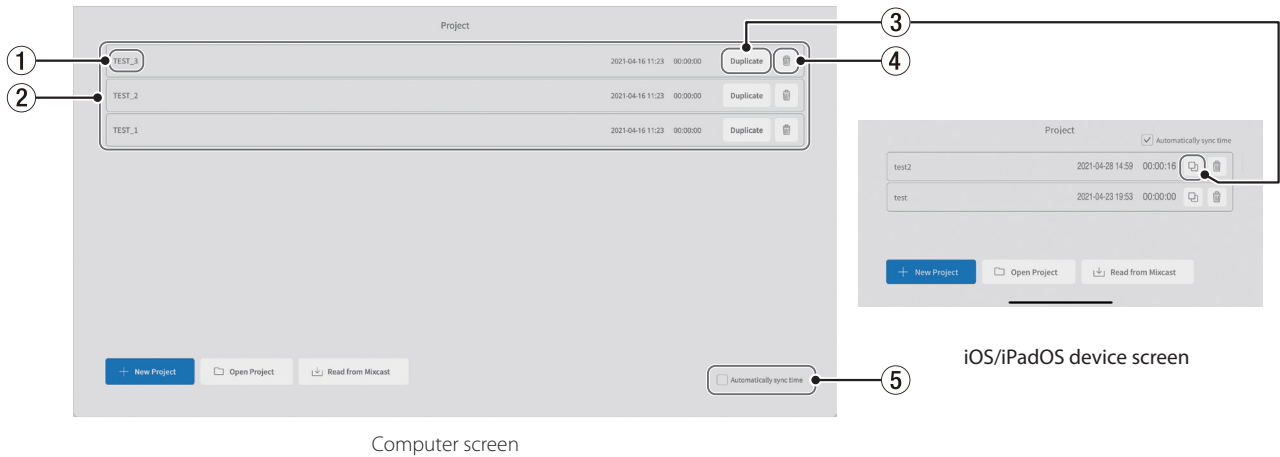 Project
TEST_3 2021-04-16 11:23 00:00:00 Duplicate
TEST_2 2021-04-16 11:23 00:00:00 Duplicate
TEST_1 2021-04-16 11:23 00:00:00 Duplicate
+ New Project Open Project Read from Mixcast
Automatically sync time
Computer screen
1
2
3
4
5
Project
Automatically sync time
test2 2021-04-28 14:59 00:00:16
test 2021-04-23 19:53 00:00:00
+ New Project Open Project Read from Mixcast
iOS/iPadOS device screen